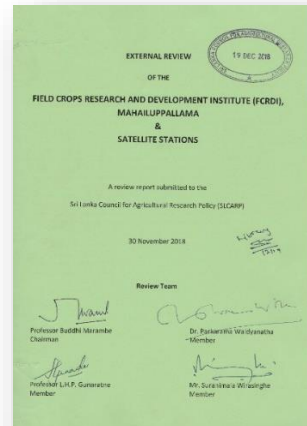 19 DEC 2018
EXTERNAL REVIEW
OF THE
FIELD CROPS RESEARCH AND DEVELOPMENT INSTITUTE (FCRDI),
MAHAILUPPALLAMA
&
SATELLITE STATIONS
A review report submitted to the
Sri Lanka Council for Agricultural Research Policy (SLCARP)
30 November 2018
Review Team
Professor Buddhi Marambe
Chairman
Dr. Parakrama Waidyanatha
Member
Professor L.H.P. Gunaratne
Member
Mr. Suranimala Wirasinghe
Member